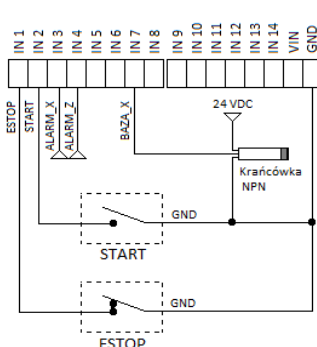 IN 1
IN 2
IN 3
IN 4
IN 5
IN 6
IN 7
IN 8
IN 9
IN 10
IN 11
IN 12
IN 13
IN 14
VIN
GND
ESTOP
START
ALARM_X
ALARM_Z
BAZA_X
24 VDC
Krańcówka
NPN
GND
START
GND
ESTOP